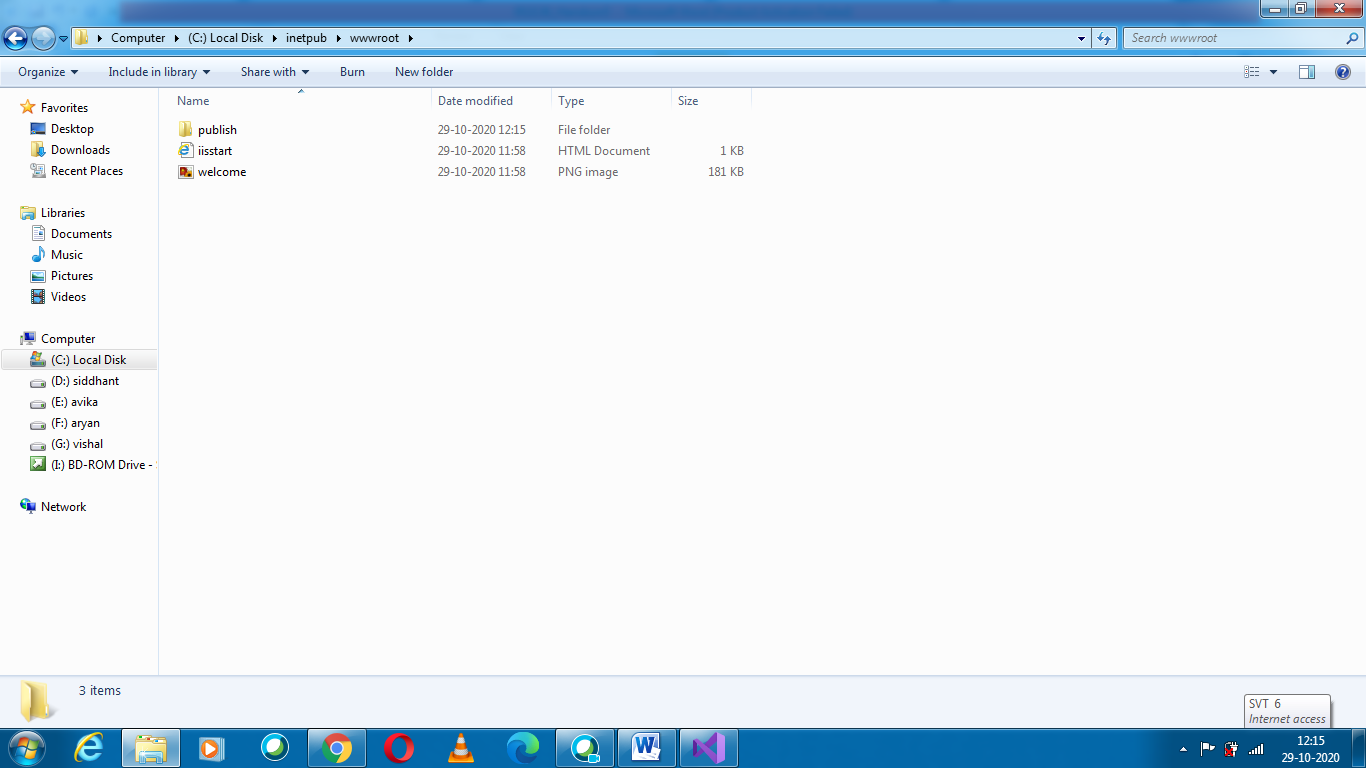 Computer (C:) Local Disk inetpub wwwroot
Search wwwroot
Organize Include in library Share with Burn New folder
Name Date modified Type Size
Favorites
Desktop
Downloads
Recent Places
Libraries
Documents
Music
Pictures
Videos
Computer
(C:) Local Disk
(D:) siddhant
(E:) avika
(F:) aryan
(G:) vishal
(I:) BD-ROM Drive -
Network
publish 29-10-2020 12:15 File folder
iisstart 29-10-2020 11:58 HTML Document 1 KB
welcome 29-10-2020 11:58 PNG image 181 KB
3 items
SVT 6
Internet access
12:15
29-10-2020